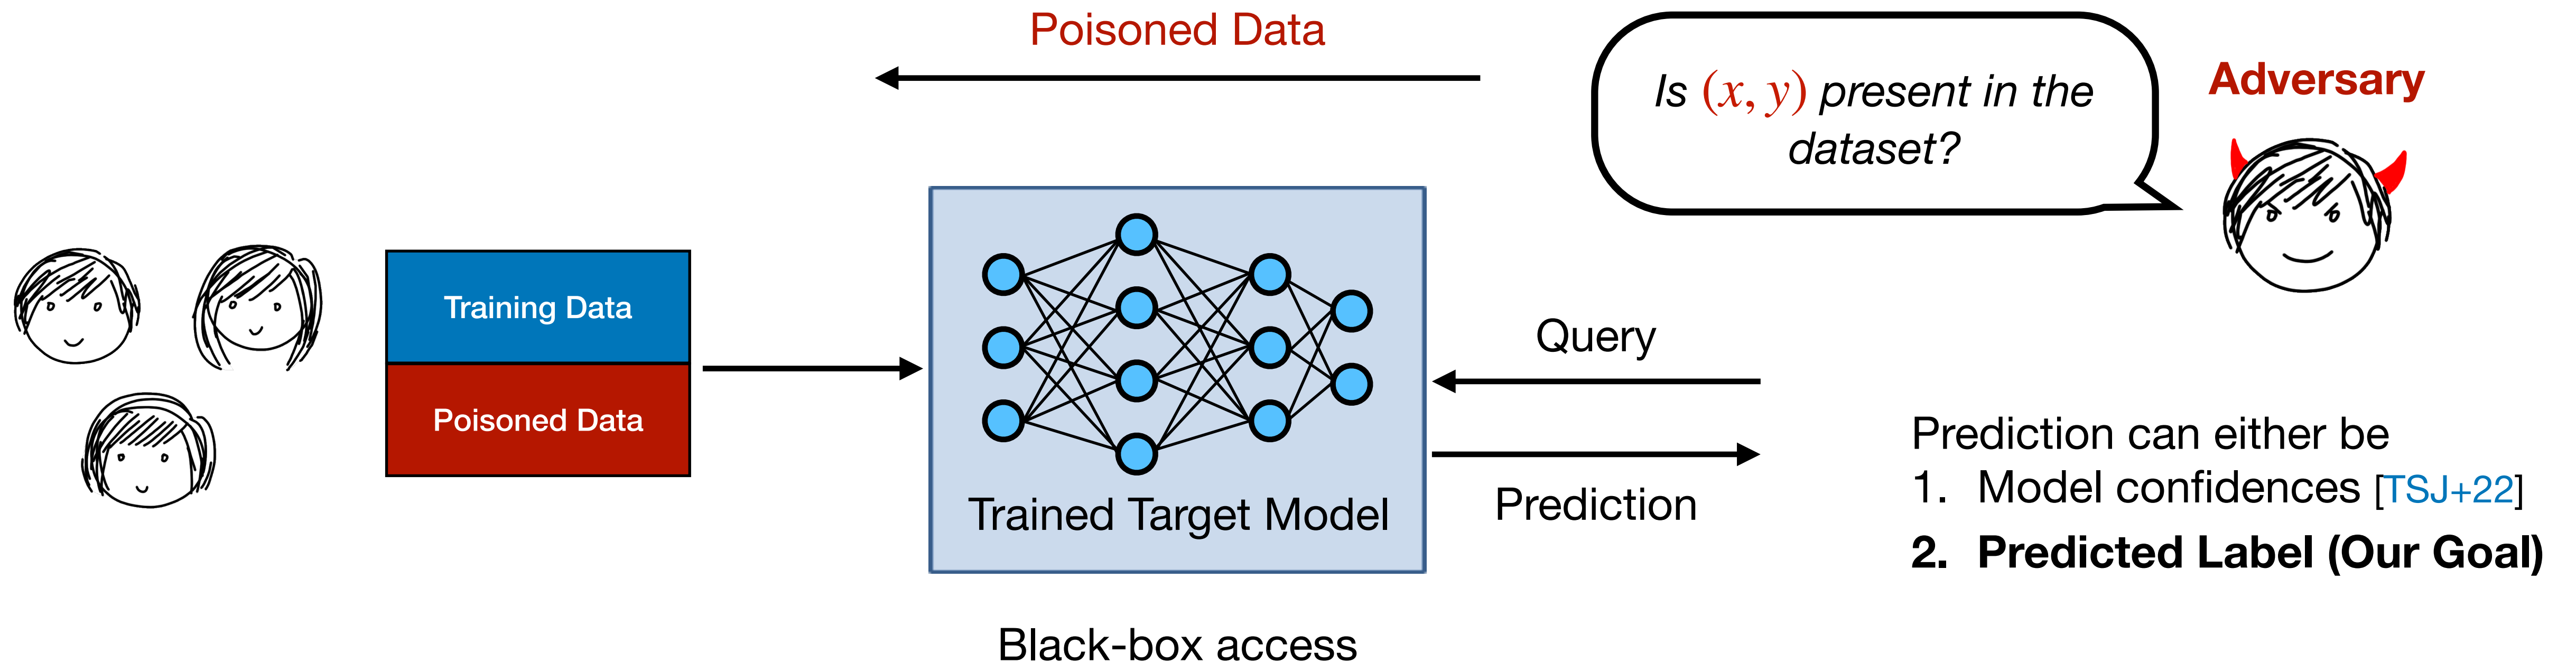 Poisoned Data
Is (x, y) present in the
dataset?
Adversary
Training Data
Poisoned Data
Trained Target Model
Query
Prediction
Prediction can either be
1. Model confidences [TSJ+22]
2. Predicted Label (Our Goal)
Black-box access